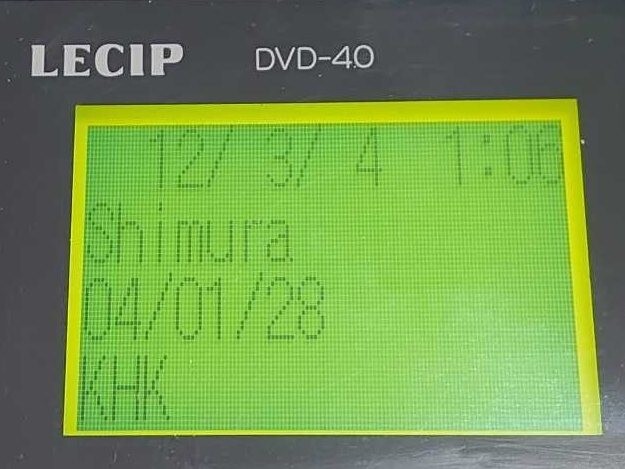 LECIP DVD-40
12/ 3/ 4 1:06
Shimura
04/01/28
KHK